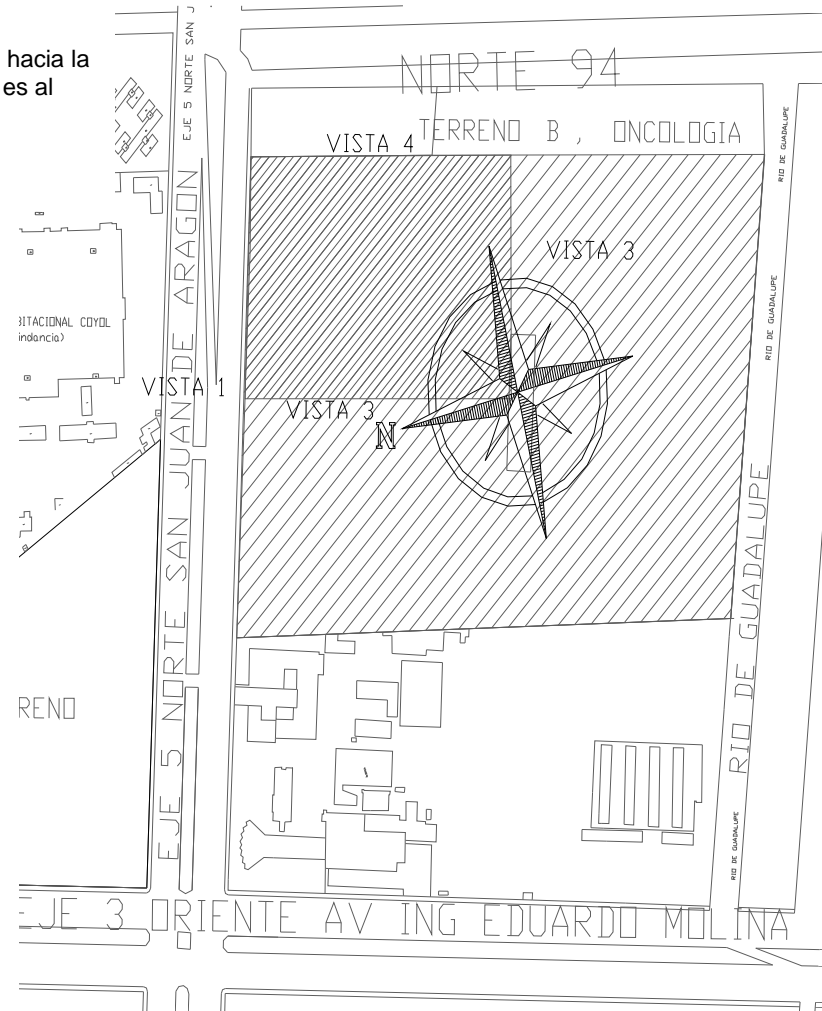 hacia la
es al
EJE 5 NORTE SAN J
NORTE 94
TERRENO B , ONCOLOGIA
VISTA 4
RIO DE GUADALUPE
VISTA 3
RIO DE GUADALUPE
BITACIONAL COYOL
indancia)
VISTA 1
VISTA 3
N
EJE 5 NORTE SAN JUAN DE ARAGON
RIO DE GUADALUPE
RENO
RIO DE GUADALUPE
EJE 3 ORIENTE AV ING EDUARDO MOLINA